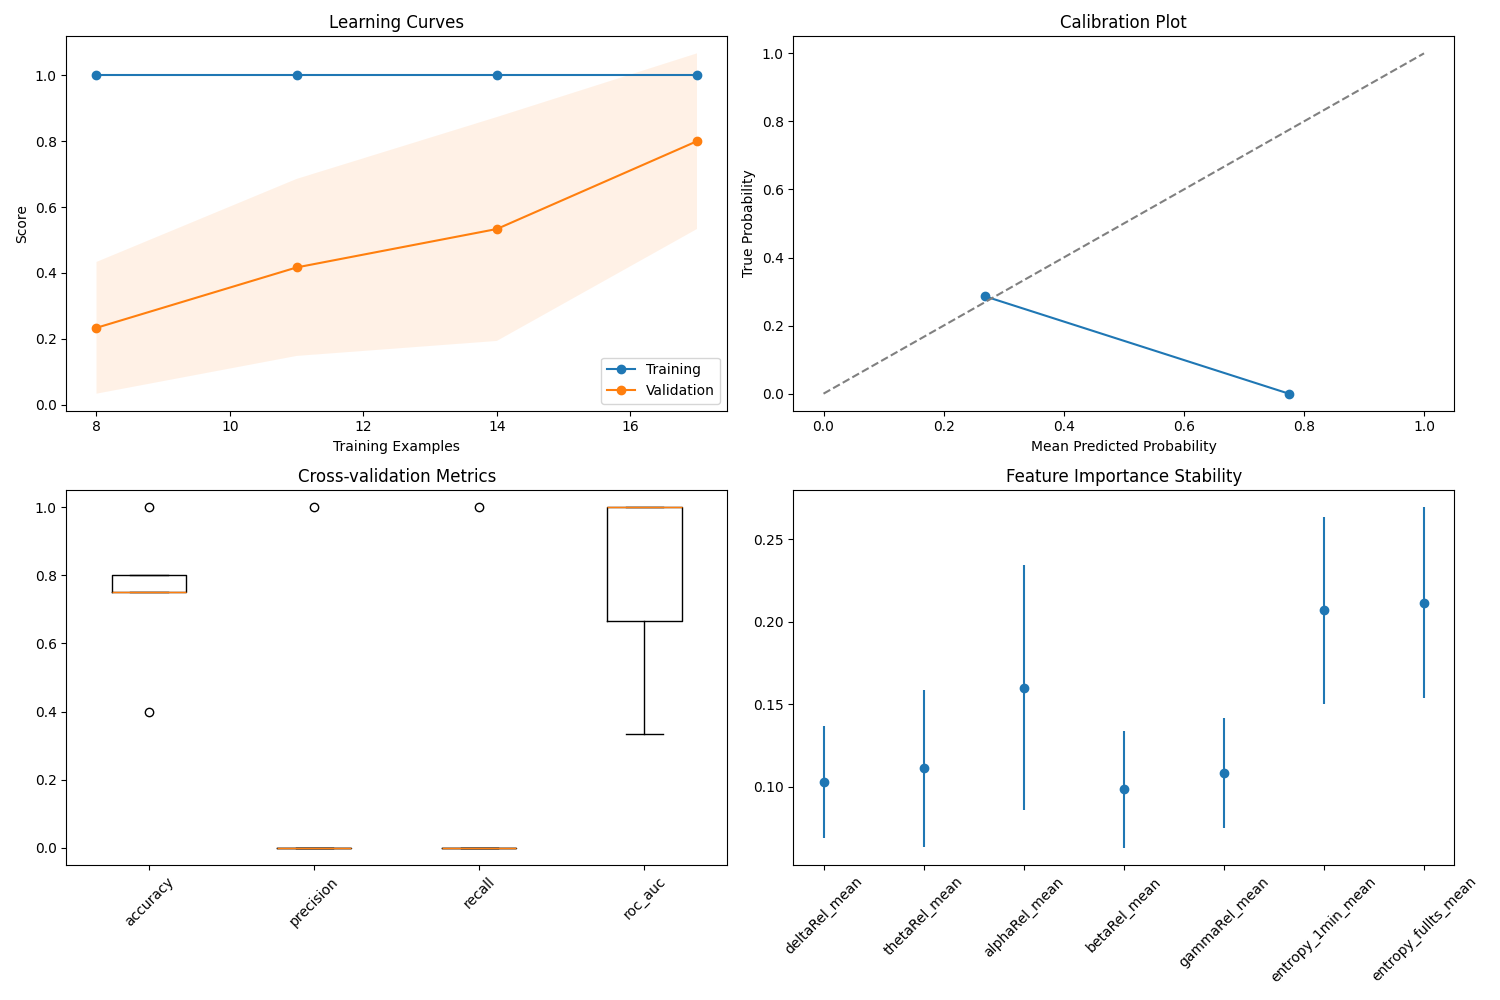 Learning Curves
1.0
0.8
0.6
0.4
0.2
0.0
Score
8
10
12
14
16
Training Examples
Training
Validation
Calibration Plot
1.0
0.8
0.6
0.4
0.2
0.0
True Probability
0.0
0.2
0.4
0.6
0.8
1.0
Mean Predicted Probability
Cross-validation Metrics
1.0
0.8
0.6
0.4
0.2
0.0
accuracy
precision
recall
roc_auc
Feature Importance Stability
0.25
0.20
0.15
0.10
deltaRel_mean
thetaRel_mean
alphaRel_mean
betaRel_mean
gammaRel_mean
entropy_1min_mean
entropy_fullts_mean